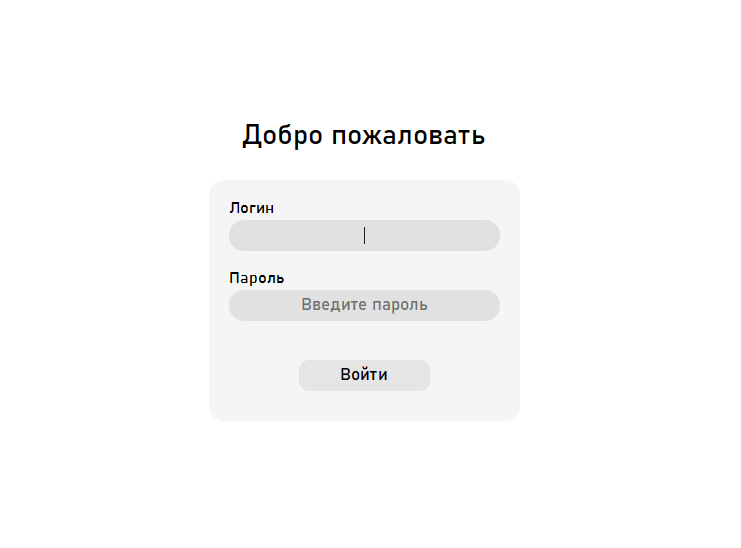 Добро пожаловать
Логин
Пароль
Введите пароль
Войти